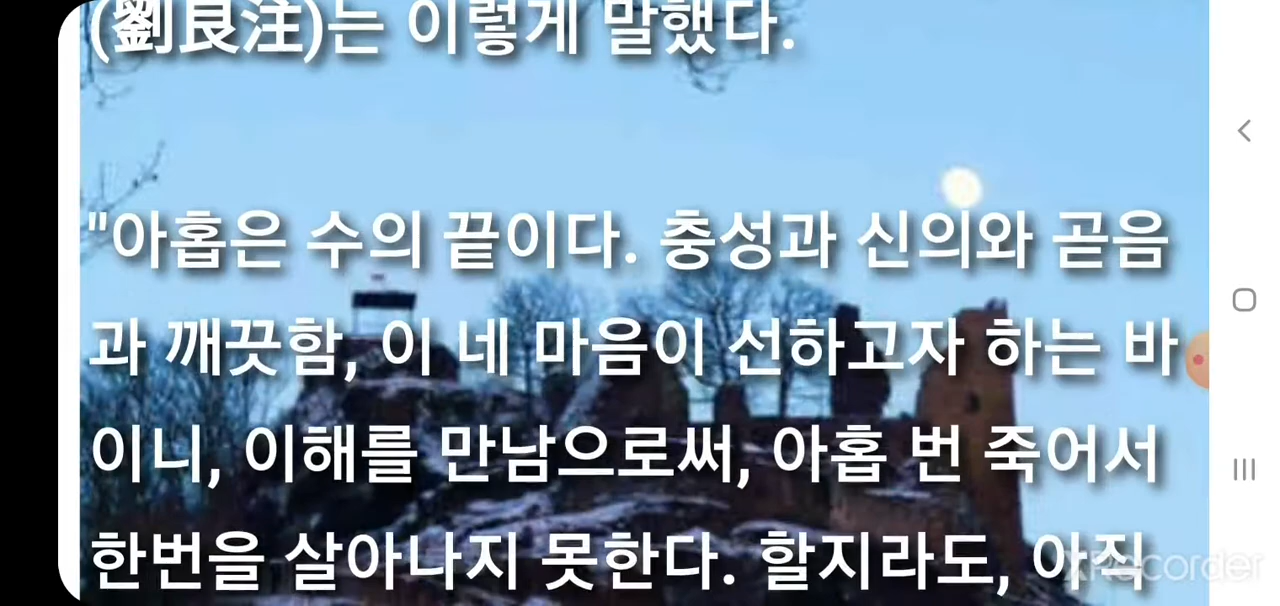 (劉良注)는 이렇게 말했다.
"아홉은 수의 끝이다. 충성과 신의와 곧음
과 깨끗함, 이 네 마음이 선하고자 하는 바
이니, 이해를 만남으로써, 아홉 번 죽어서
한번을 살아나지 못한다. 할지라도, 아직
XRecorder